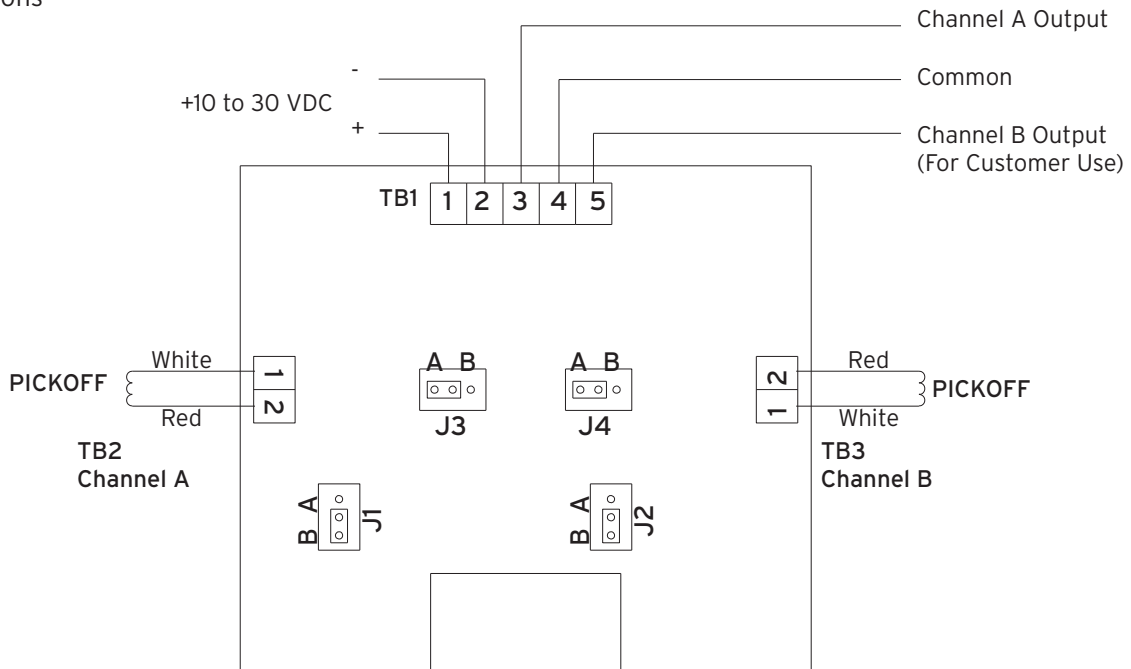 ons
Channel A Output
-
+10 to 30 VDC
Common
+
Channel B Output
(For Customer Use)
TB1 1 2 3 4 5
White
PICKOFF
Red
TB2
Channel A
1
2
A B
J3
A B
J4
2
1
Red
PICKOFF
White
TB3
Channel B
A
B
J1
A
B
J2